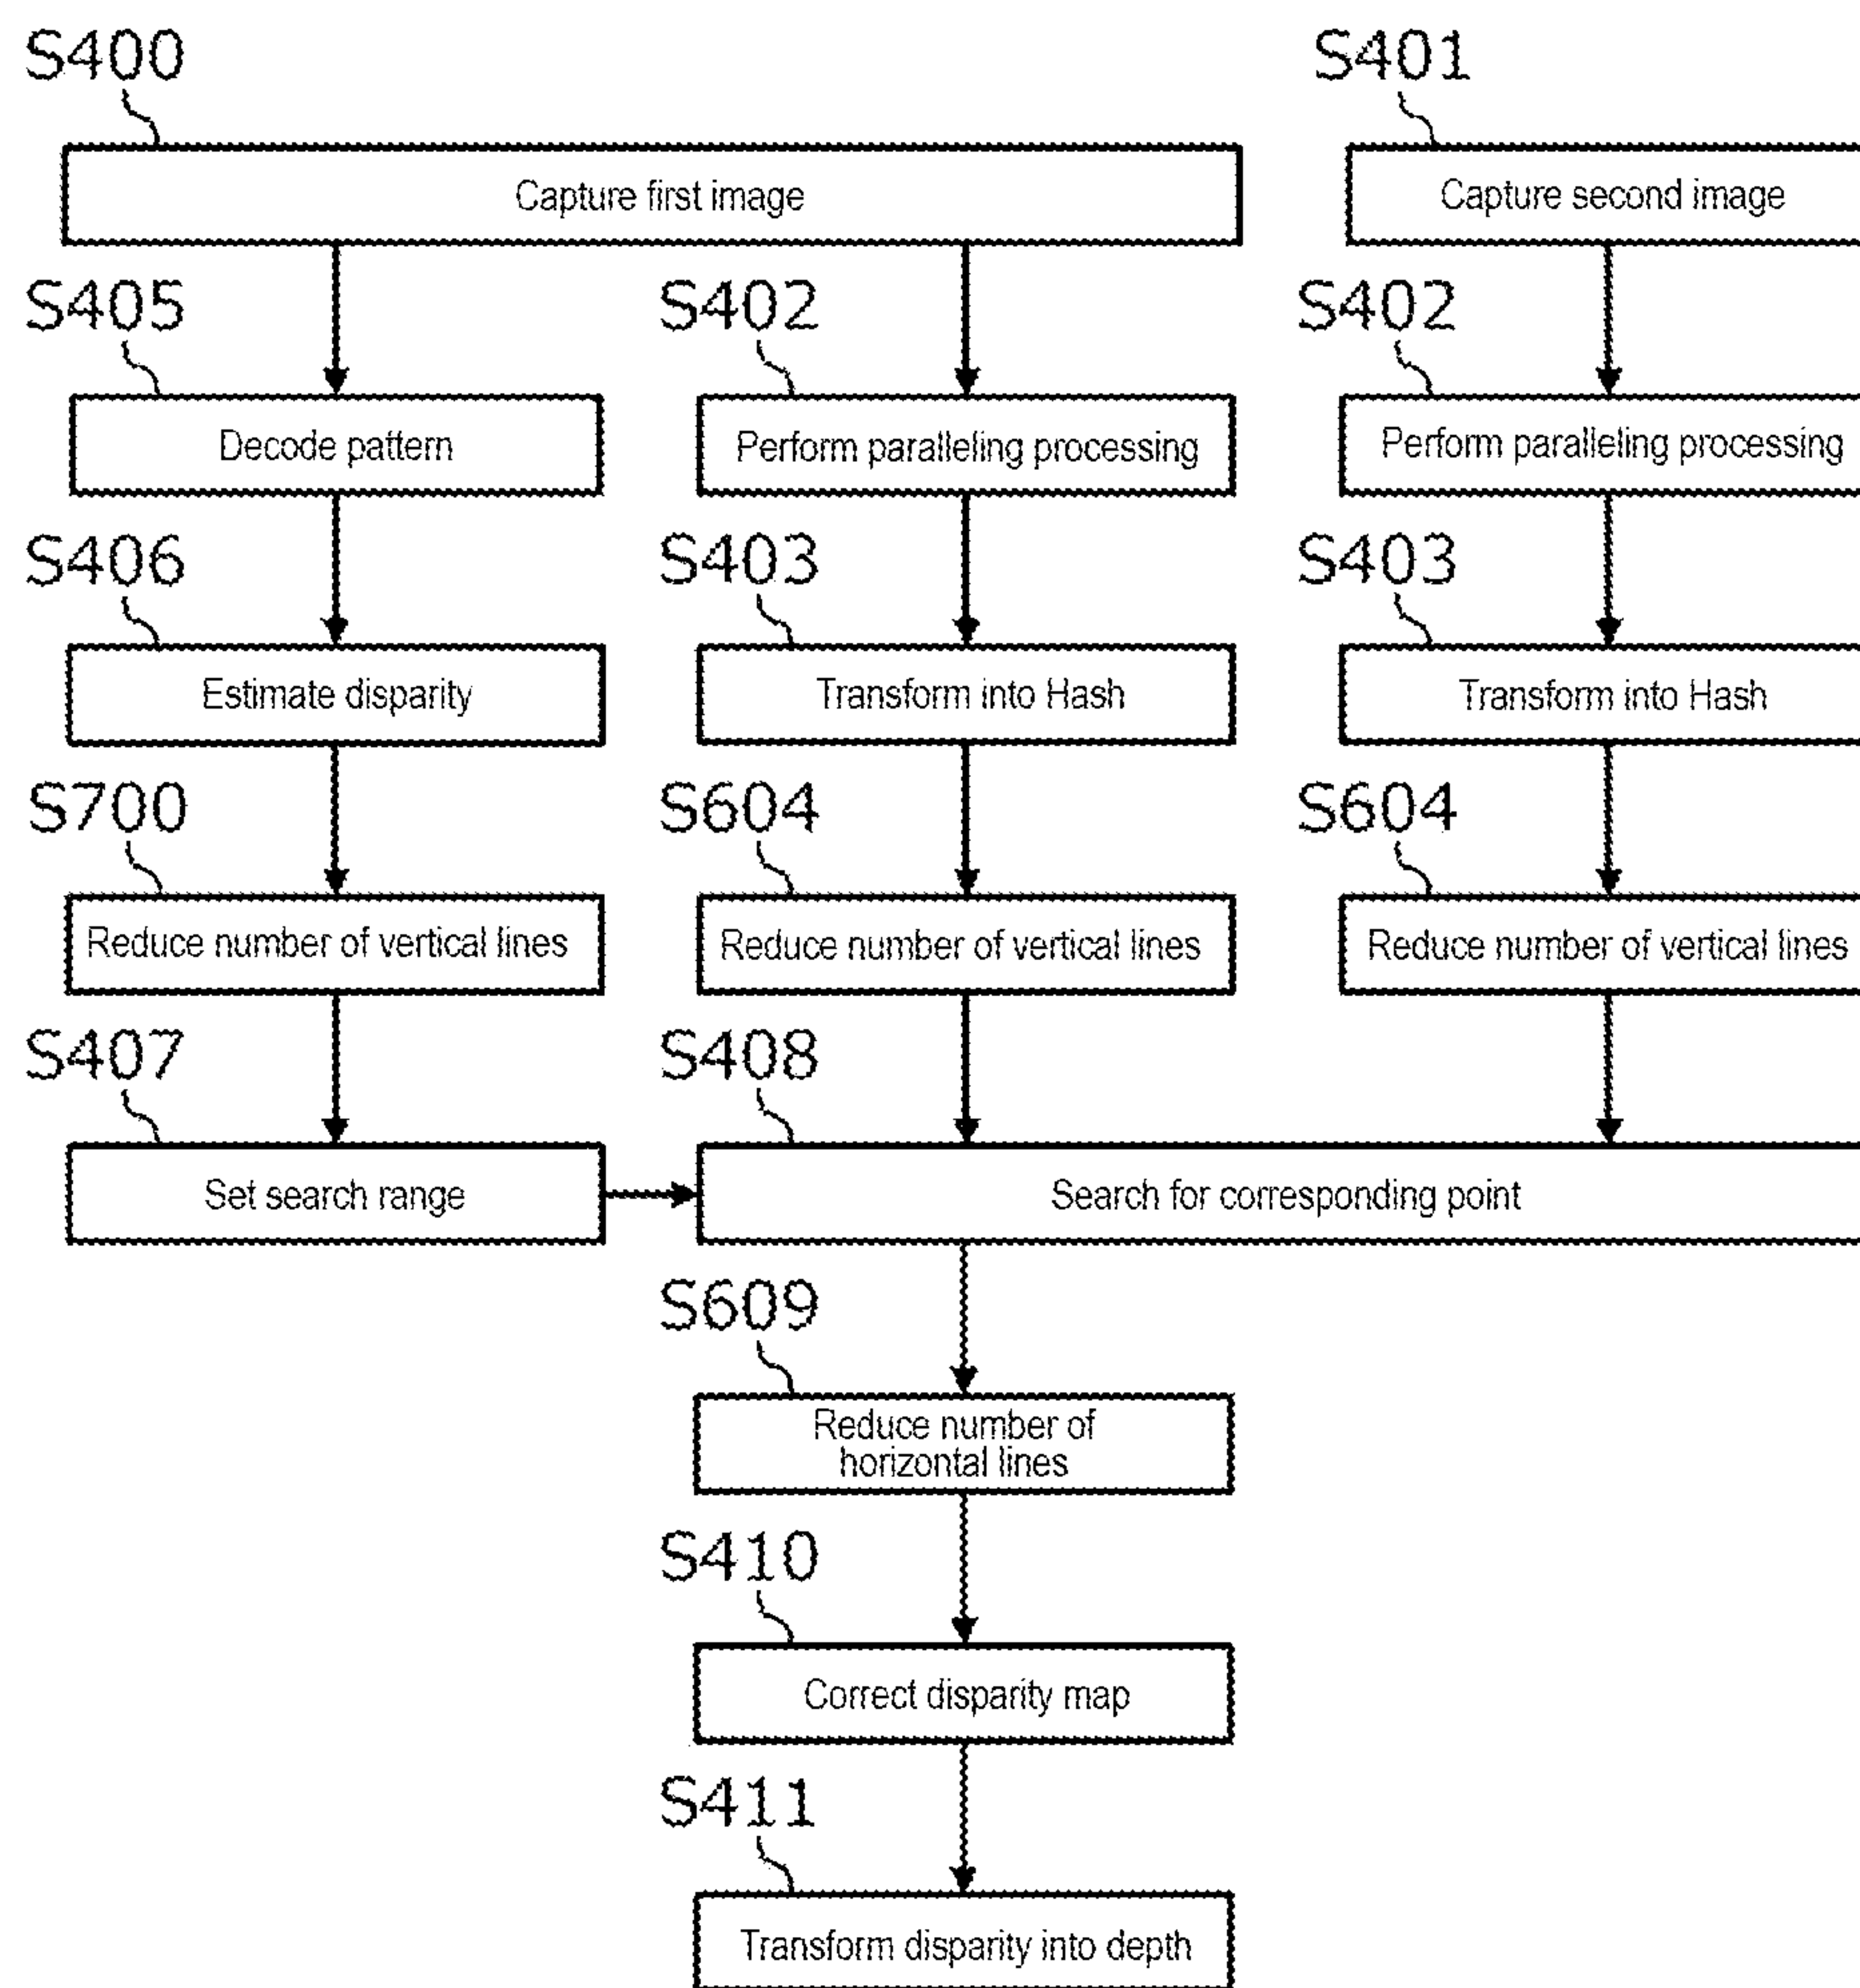 S400
S401
Capture first image
Capture second image
S405
S402
S402
Decode pattern
Perform paralleling processing
Perform paralleling processing
S406
S403
S403
Estimate disparity
Transform into Hash
Transform into Hash
S700
S604
S604
Reduce number of vertical lines
Reduce number of vertical lines
Reduce number of vertical lines
S407
S408
Set search range
Search for corresponding point
S609
Reduce number of
horizontal lines
S410
Correct disparity map
S411
Transform disparity into depth